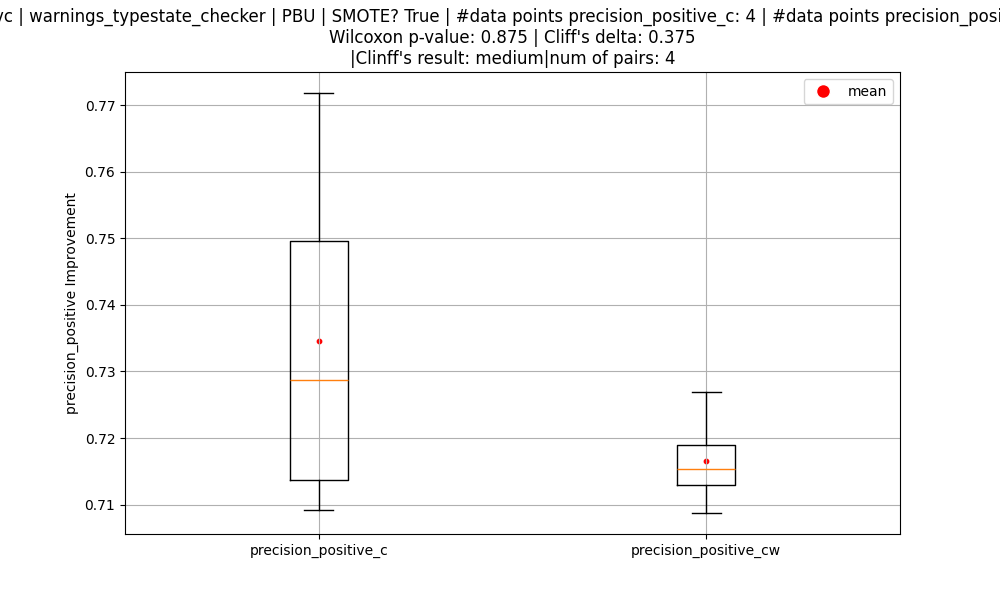 | warnings_typestate_checker | PBU | SMOTE? True | #data points precision_positive_c: 4 | #data points
Wilcoxon p-value: 0.875 | Cliff's delta: 0.375
|Clinff's result: medium|num of pairs: 4
mean
0.77
0.76
0.75
0.74
0.73
0.72
0.71
precision_positive Improvement
precision_positive_c
precision_positive_cw